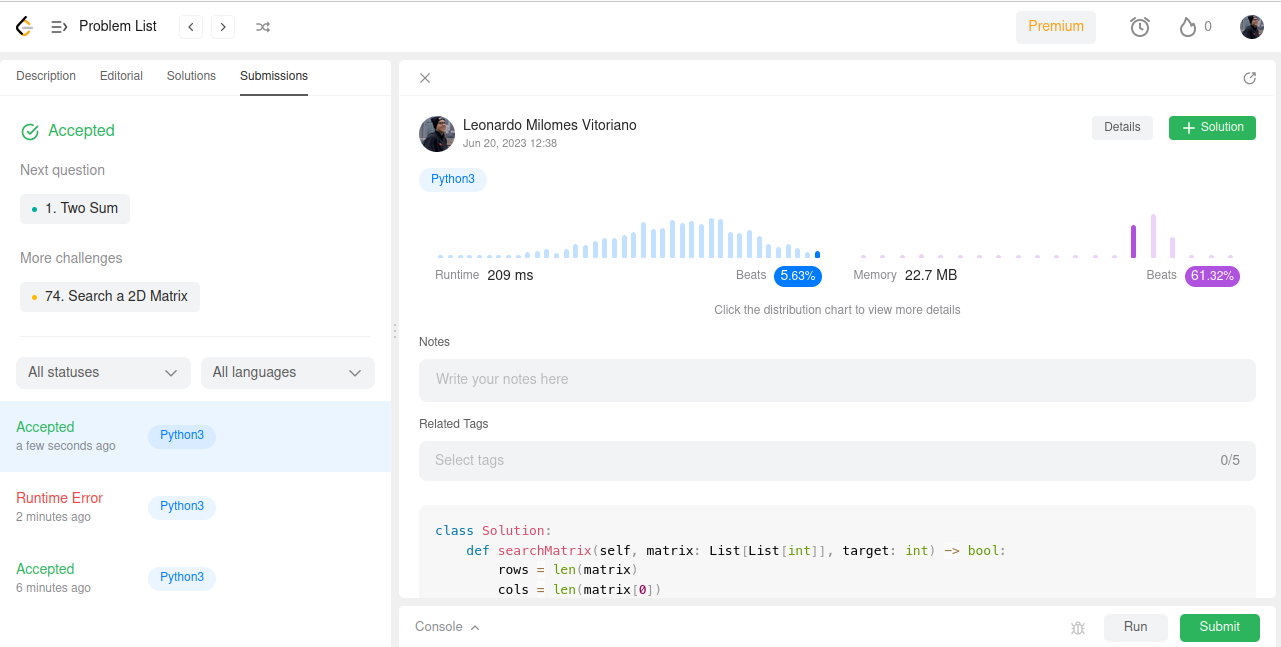 Problem List
Premium
0
Description Editorial Solutions Submissions
Accepted
Next question
1. Two Sum
More challenges
74. Search a 2D Matrix
All statuses All languages
Accepted
a few seconds ago
Python3
Runtime Error
2 minutes ago
Python3
Accepted
6 minutes ago
Python3
Leonardo Milomes Vitoriano
Jun 20, 2023 12:38
Details + Solution
Python3
Runtime 209 ms Beats 5.63%
Memory 22.7 MB Beats 61.32%
Click the distribution chart to view more details
Notes
Write your notes here
Related Tags
Select tags 0/5
class Solution:
    def searchMatrix(self, matrix: List[List[int]], target: int) -> bool:
        rows = len(matrix)
        cols = len(matrix[0])
Console Run Submit